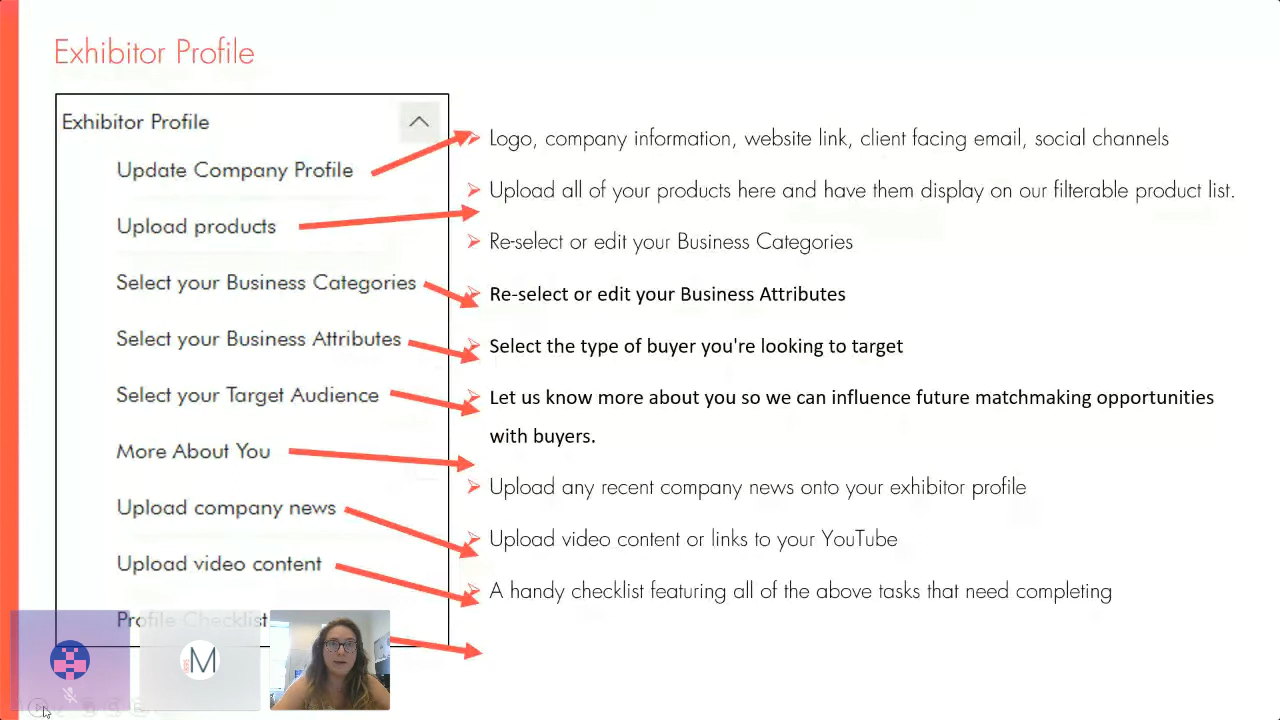 Exhibitor Profile
Exhibitor Profile
Update Company Profile
Upload products
Select your Business Categories
Select your Business Attributes
Select your Target Audience
More About You
Upload company news
Upload video content
Profile Checklist
Logo, company information, website link, client facing email, social channels
Upload all of your products here and have them display on our filterable product list.
Re-select or edit your Business Categories
Re-select or edit your Business Attributes
Select the type of buyer you're looking to target
Let us know more about you so we can influence future matchmaking opportunities
with buyers.
Upload any recent company news onto your exhibitor profile
Upload video content or links to your YouTube
A handy checklist featuring all of the above tasks that need completing
M